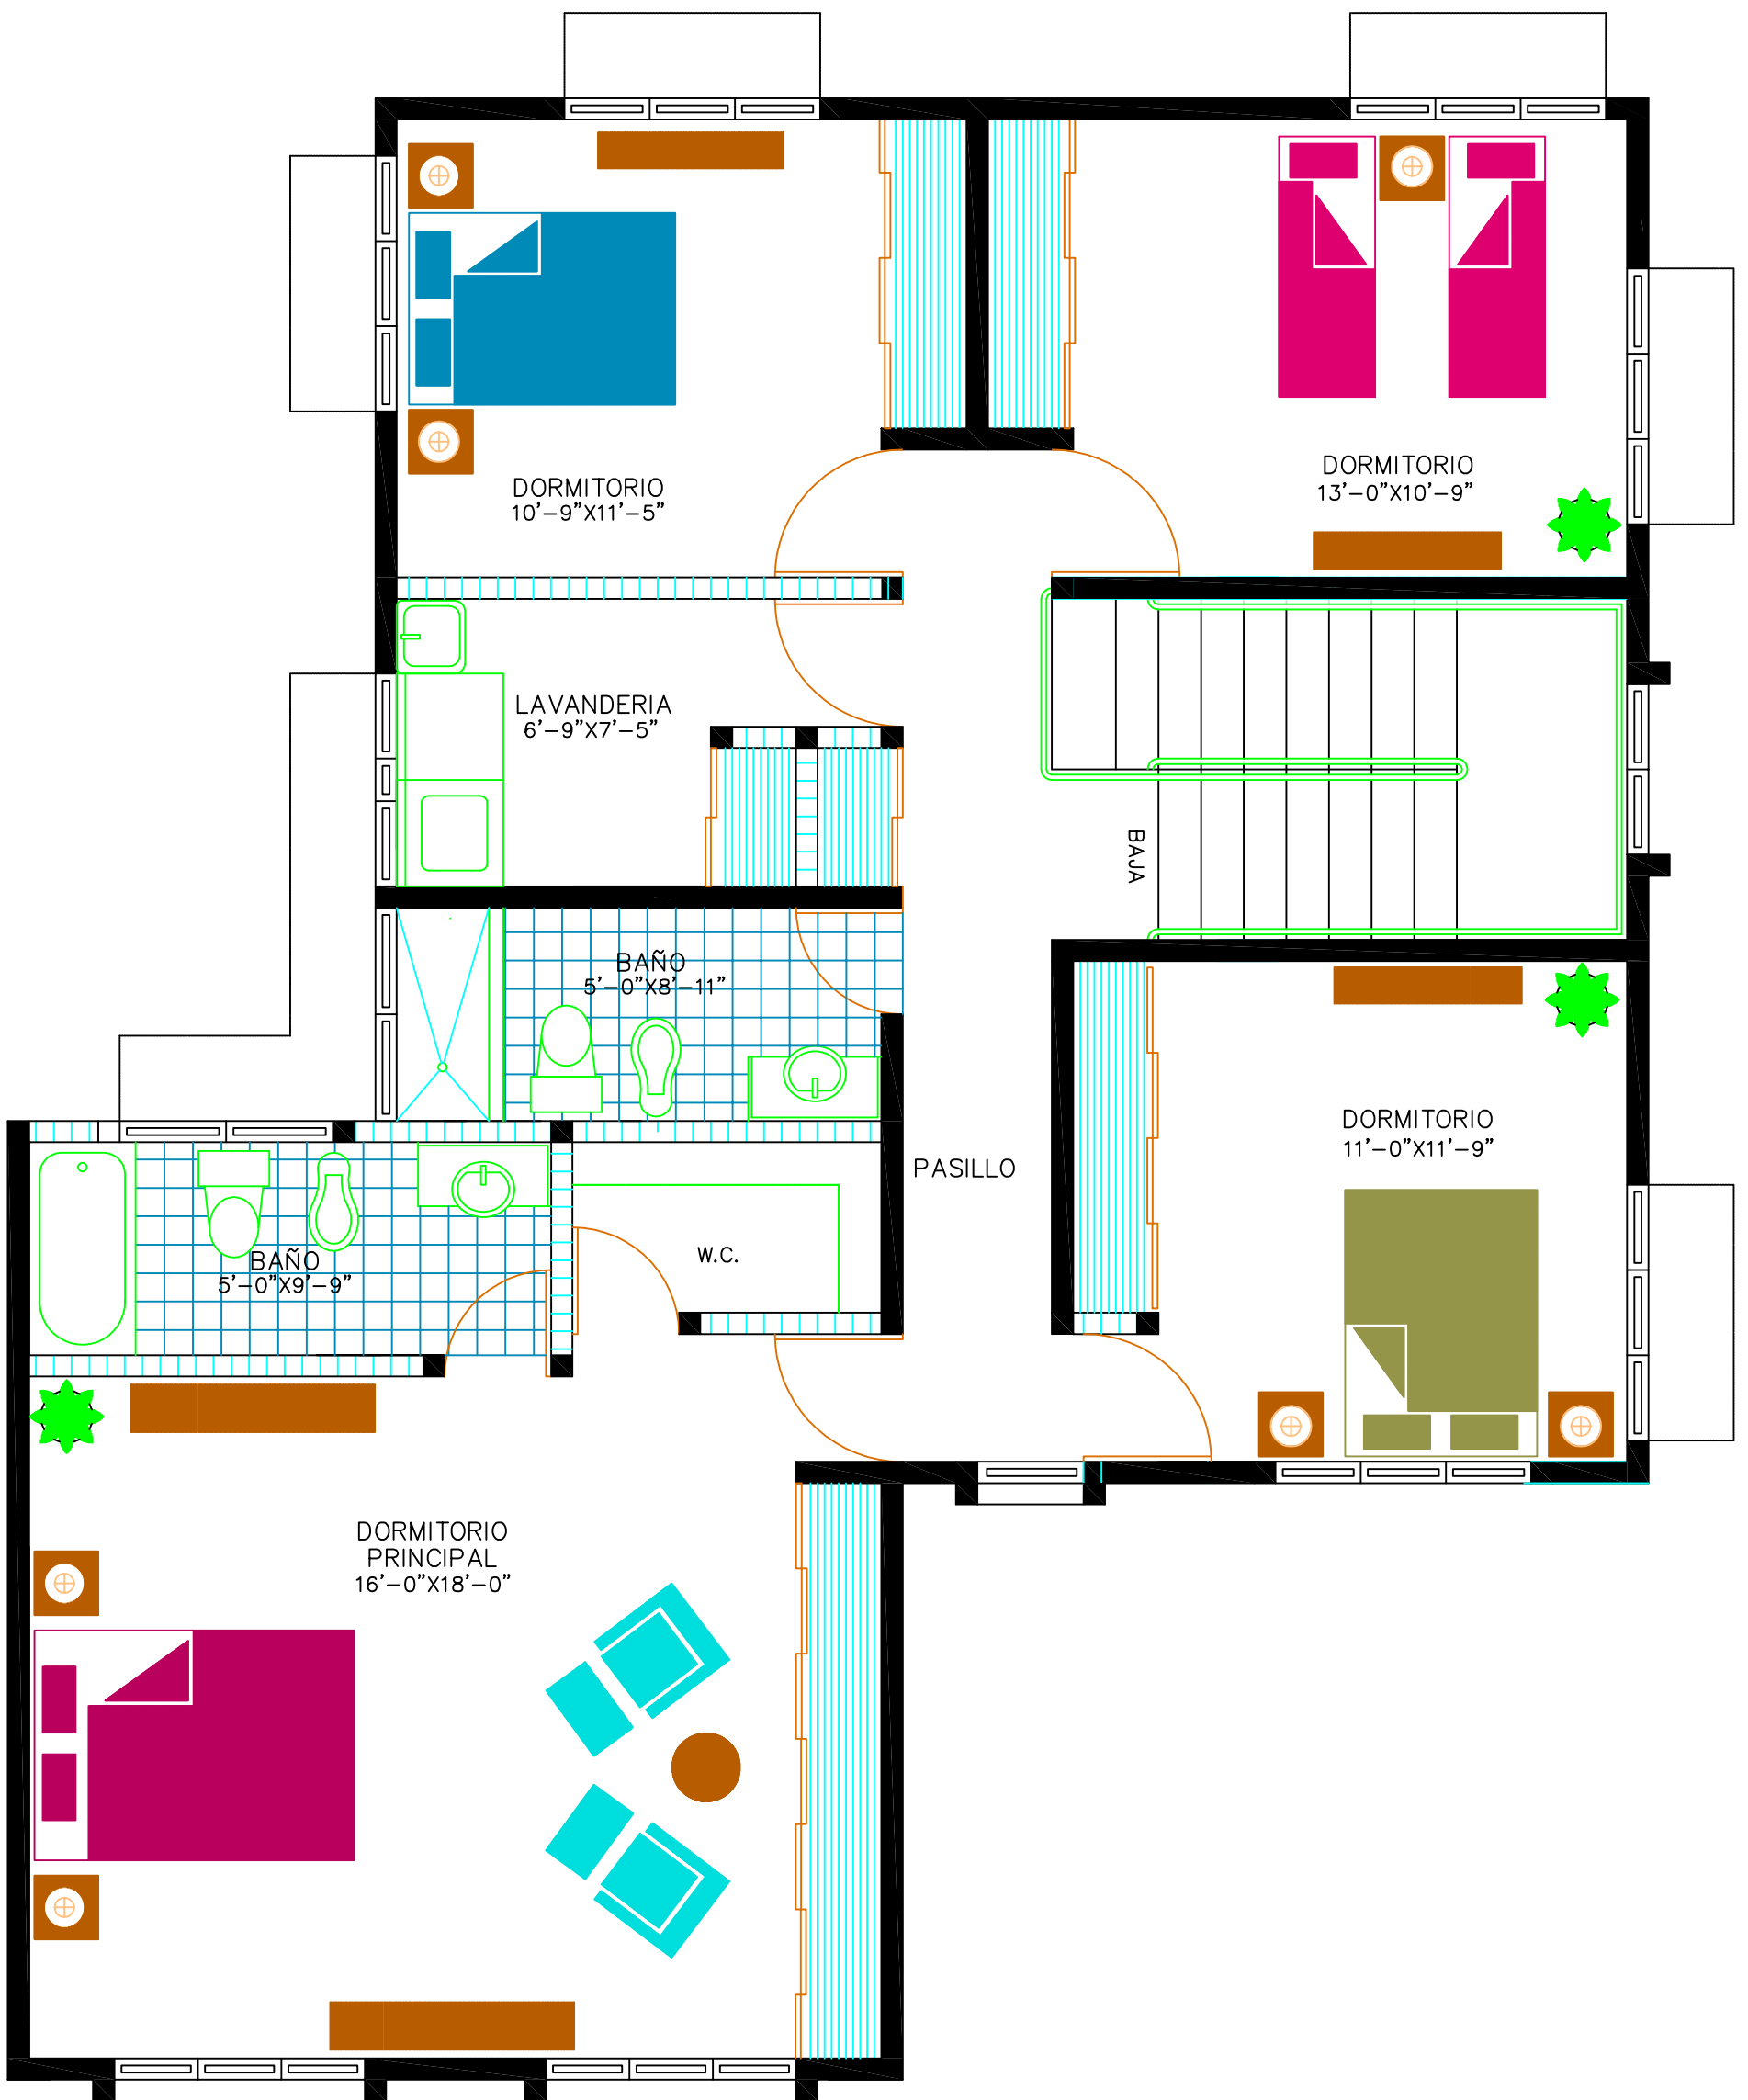 DORMITORIO
10'-9"X11'-5"
DORMITORIO
13'-0"X10'-9"
LAVANDERIA
6'-9"X7'-5"
BAJA
BAÑO
5'-0"X8'-11"
DORMITORIO
11'-0"X11'-9"
PASILLO
W.C.
BAÑO
5'-0"X9'-9"
DORMITORIO
PRINCIPAL
16'-0"X18'-0"